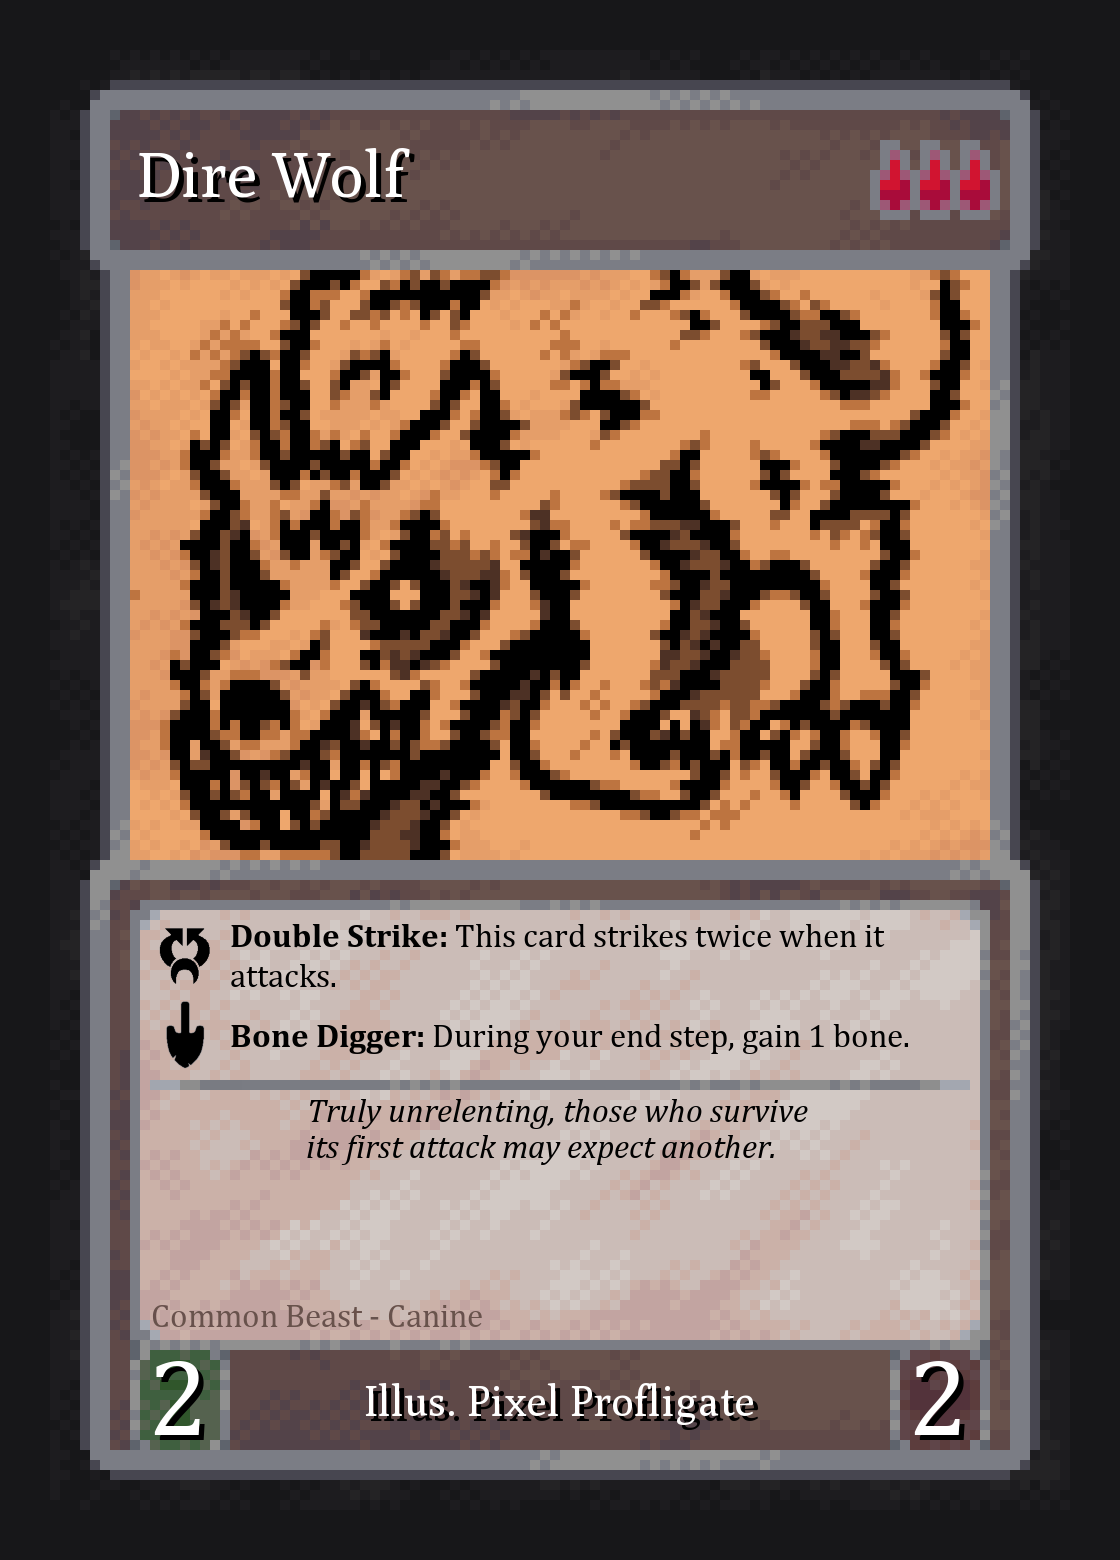 Dire Wolf
Double Strike: This card strikes twice when it
attacks.
Bone Digger: During your end step, gain 1 bone.
Truly unrelenting, those who survive
its first attack may expect another.
Common Beast - Canine
2
Illus. Pixel Profligate
2